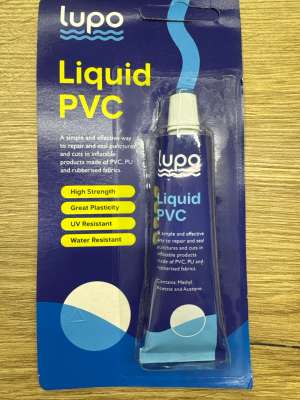 lupo
Liquid
PVC
A simple and effective way
to repair and seal punctures
and cuts in inflatable
products made of PVC, PU
and rubberised fabrics.
High Strength
Great Plasticity
UV Resistant
Water Resistant
lupo
Liquid
PVC
A simple and effective
way to repair and seal
punctures and cuts in
inflatable products
made of PVC, PU and
rubberised fabrics.
Contains: Methyl
Acetate and Acetone